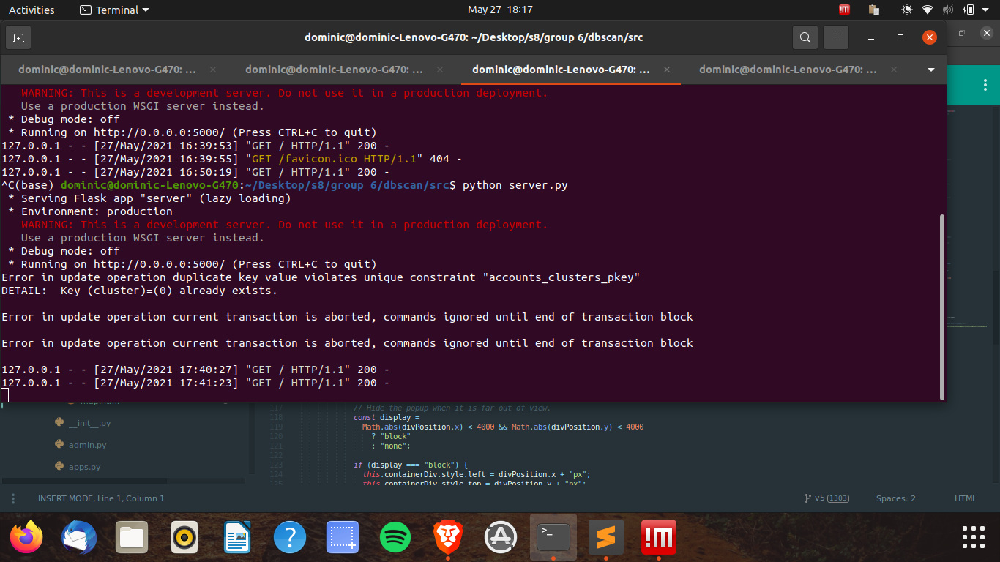 Activities
Terminal
May 27 18:17
dominic@dominic-Lenovo-G470: ~/Desktop/s8/group 6/dbscan/src
dominic@dominic-Lenovo-G470: ...
dominic@dominic-Lenovo-G470: ...
dominic@dominic-Lenovo-G470: ...
dominic@dominic-Lenovo-G470: ...
WARNING: This is a development server. Do not use it in a production deployment.
Use a production WSGI server instead.
* Debug mode: off
* Running on http://0.0.0.0:5000/ (Press CTRL+C to quit)
127.0.0.1 - - [27/May/2021 16:39:53] "GET / HTTP/1.1" 200 -
127.0.0.1 - - [27/May/2021 16:39:55] "GET /favicon.ico HTTP/1.1" 404 -
127.0.0.1 - - [27/May/2021 16:50:19] "GET / HTTP/1.1" 200 -
^C(base) dominic@dominic-Lenovo-G470:~/Desktop/s8/group 6/dbscan/src$ python server.py
* Serving Flask app "server" (lazy loading)
* Environment: production
WARNING: This is a development server. Do not use it in a production deployment.
Use a production WSGI server instead.
* Debug mode: off
* Running on http://0.0.0.0:5000/ (Press CTRL+C to quit)
Error in update operation duplicate key value violates unique constraint "accounts_clusters_pkey"
DETAIL:  Key (cluster)=(0) already exists.
Error in update operation current transaction is aborted, commands ignored until end of transaction block
Error in update operation current transaction is aborted, commands ignored until end of transaction block
127.0.0.1 - - [27/May/2021 17:40:27] "GET / HTTP/1.1" 200 -
127.0.0.1 - - [27/May/2021 17:41:23] "GET / HTTP/1.1" 200 -
__init__.py
admin.py
apps.py
117 // Hide the popup when it is far out of view.
118 const display =
119 Math.abs(divPosition.x) < 4000 && Math.abs(divPosition.y) < 4000
120 ? "block"
121 : "none";
122
123 if (display === "block") {
124 this.containerDiv.style.left = divPosition.x + "px";
125 this.containerDiv.style.top = divPosition.y + "px";
INSERT MODE, Line 1, Column 1
v5 1303
Spaces: 2
HTML
!M